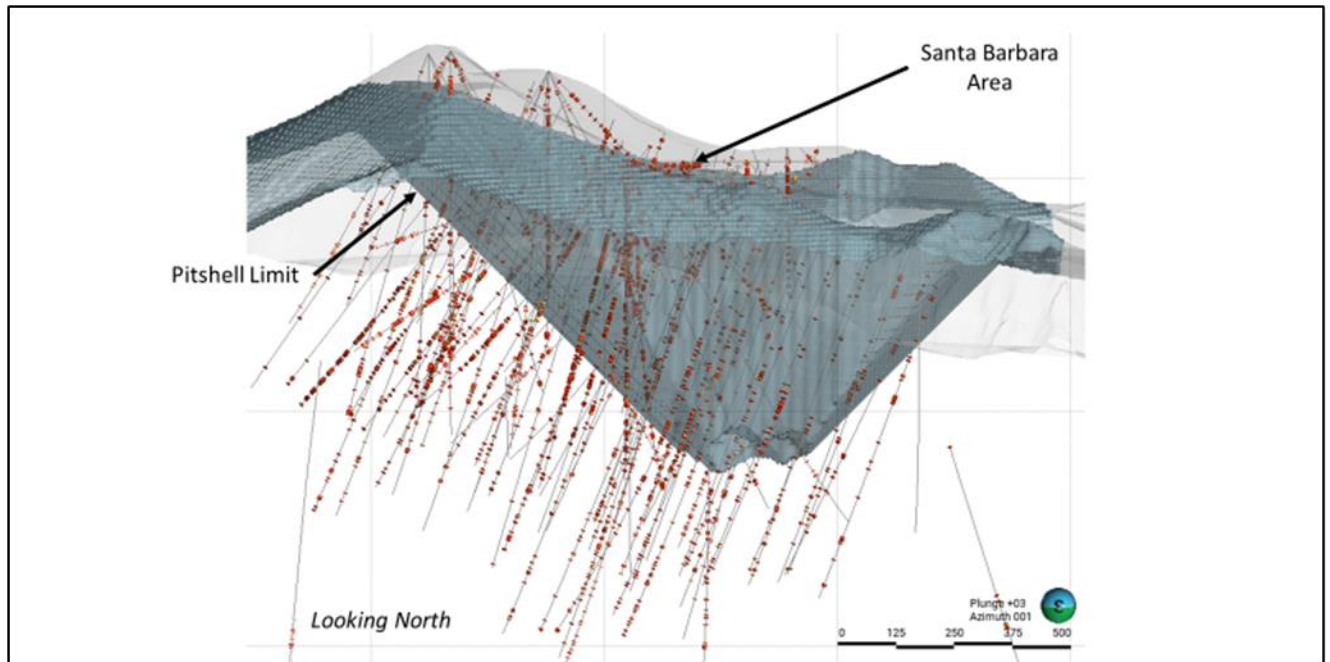 Santa Barbara
Area
Pitshell Limit
Looking North
Plunge +03
Azimuth 001
0 125 250 375 500